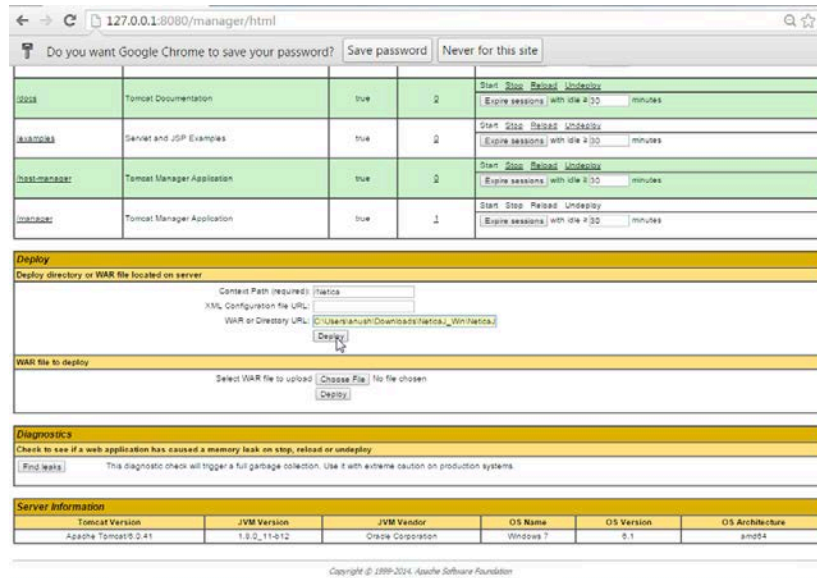 127.0.0.1:8080/manager/html
Do you want Google Chrome to save your password? Save password Never for this site
Start Stop Reload Undeploy
/docs Tomcat Documentation true 0 Expire sessions with idle ≥ 30 minutes
Start Stop Reload Undeploy
/examples Servlet and JSP Examples true 0 Expire sessions with idle ≥ 30 minutes
Start Stop Reload Undeploy
/host-manager Tomcat Manager Application true 0 Expire sessions with idle ≥ 30 minutes
Start Stop Reload Undeploy
/manager Tomcat Manager Application true 1 Expire sessions with idle ≥ 30 minutes
Deploy
Deploy directory or WAR file located on server
Context Path (required): /Netica
XML Configuration file URL:
WAR or Directory URL: C:\Users\anush\Downloads\NeticaJ_Win\NeticaJ
Deploy
WAR file to deploy
Select WAR file to upload Choose File No file chosen
Deploy
Diagnostics
Check to see if a web application has caused a memory leak on stop, reload or undeploy
Find leaks This diagnostic check will trigger a full garbage collection. Use it with extreme caution on production systems.
Server Information
Tomcat Version JVM Version JVM Vendor OS Name OS Version OS Architecture
Apache Tomcat/6.0.41 1.8.0_11-b12 Oracle Corporation Windows 7 6.1 amd64
Copyright © 1999-2014, Apache Software Foundation